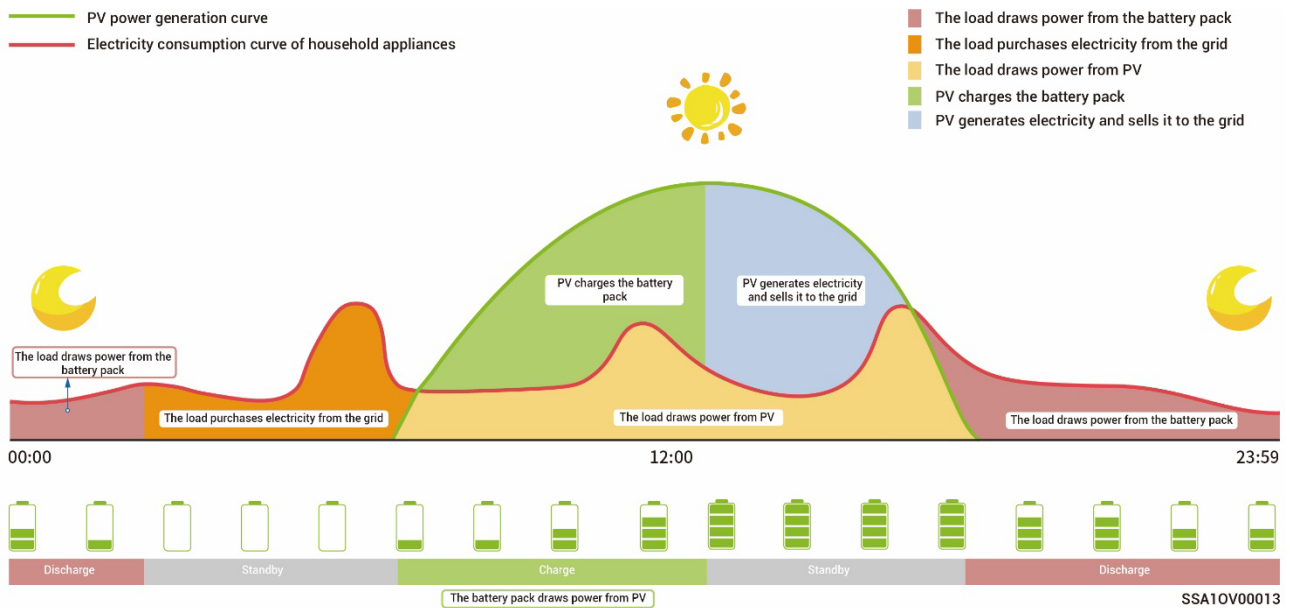 PV power generation curve
Electricity consumption curve of household appliances
The load draws power from the battery pack
The load purchases electricity from the grid
The load draws power from PV
PV charges the battery pack
PV generates electricity and sells it to the grid
PV charges the battery
pack
PV generates electricity
and sells it to the grid
The load draws power from the
battery pack
The load purchases electricity from the grid
The load draws power from PV
The load draws power from the battery pack
00:00
12:00
23:59
Discharge
Standby
Charge
Standby
Discharge
The battery pack draws power from PV
SSA1OV00013